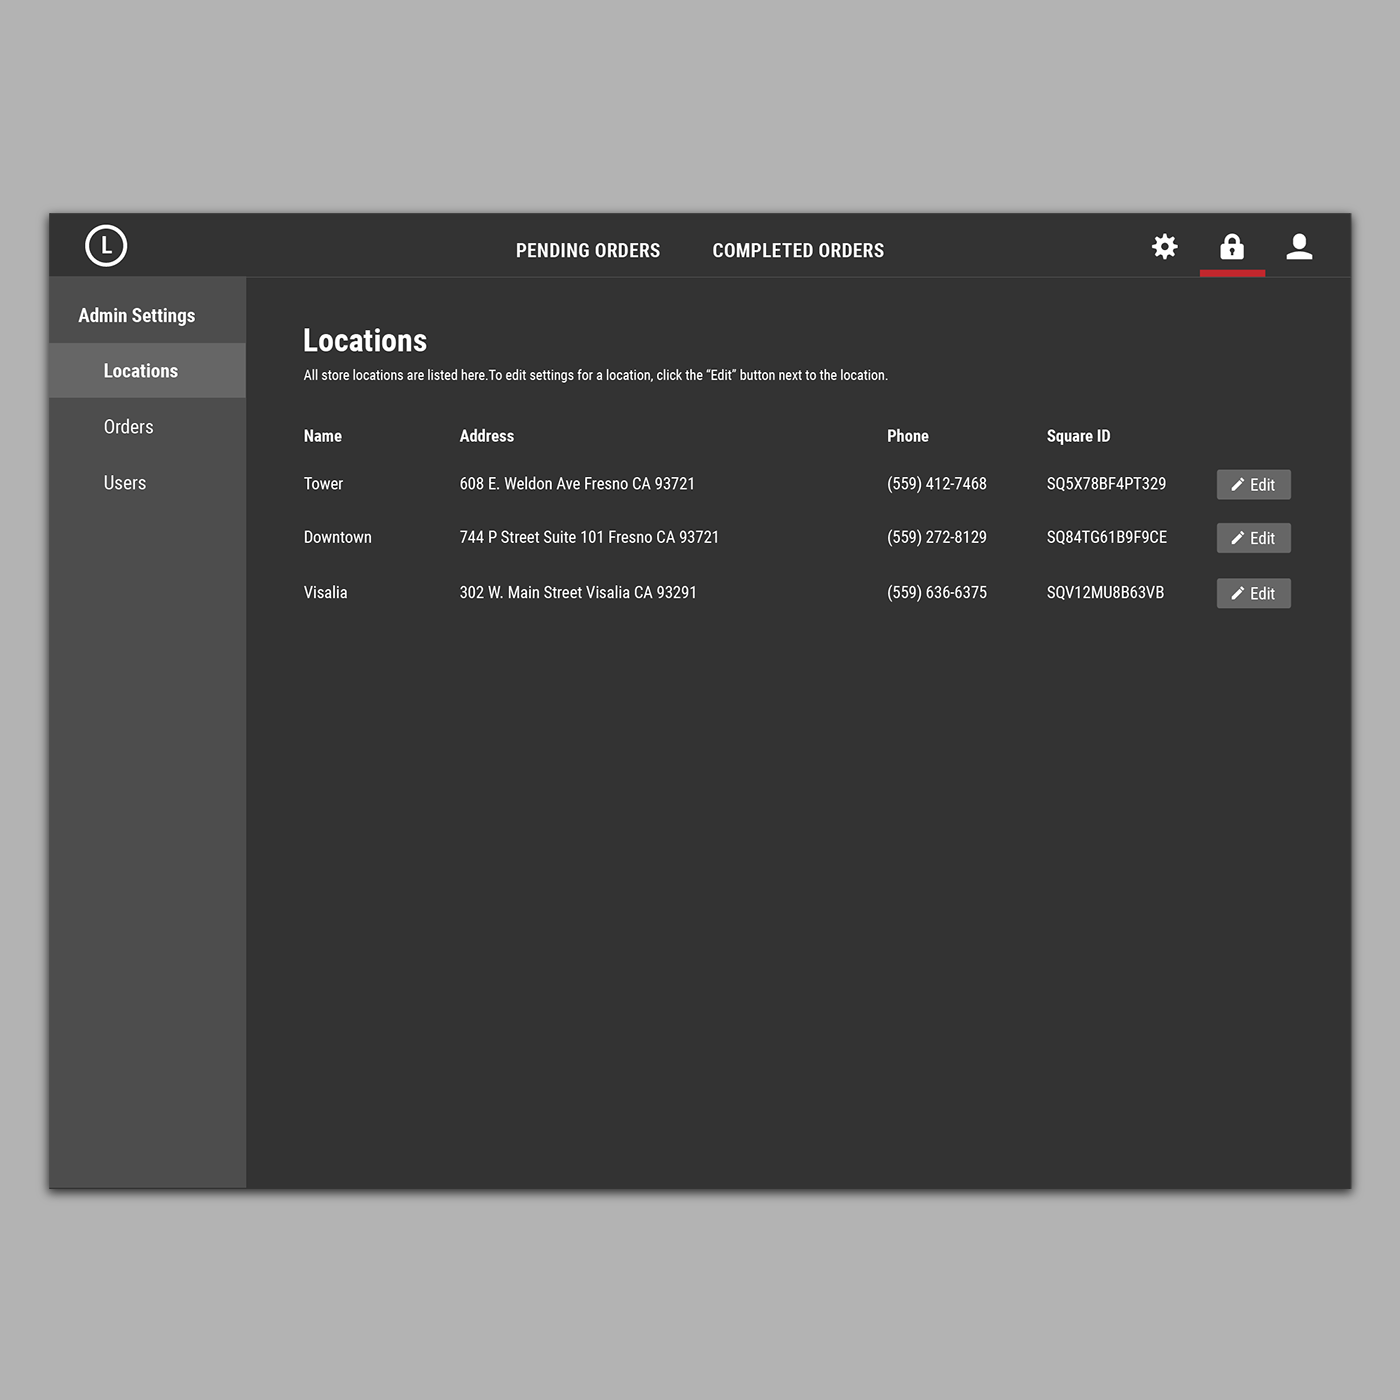 L
PENDING ORDERS COMPLETED ORDERS
Admin Settings
Locations
Orders
Users
Locations
All store locations are listed here.To edit settings for a location, click the “Edit” button next to the location.
Name Address Phone Square ID
Tower 608 E. Weldon Ave Fresno CA 93721 (559) 412-7468 SQ5X78BF4PT329 Edit
Downtown 744 P Street Suite 101 Fresno CA 93721 (559) 272-8129 SQ84TG61B9F9CE Edit
Visalia 302 W. Main Street Visalia CA 93291 (559) 636-6375 SQV12MU8B63VB Edit